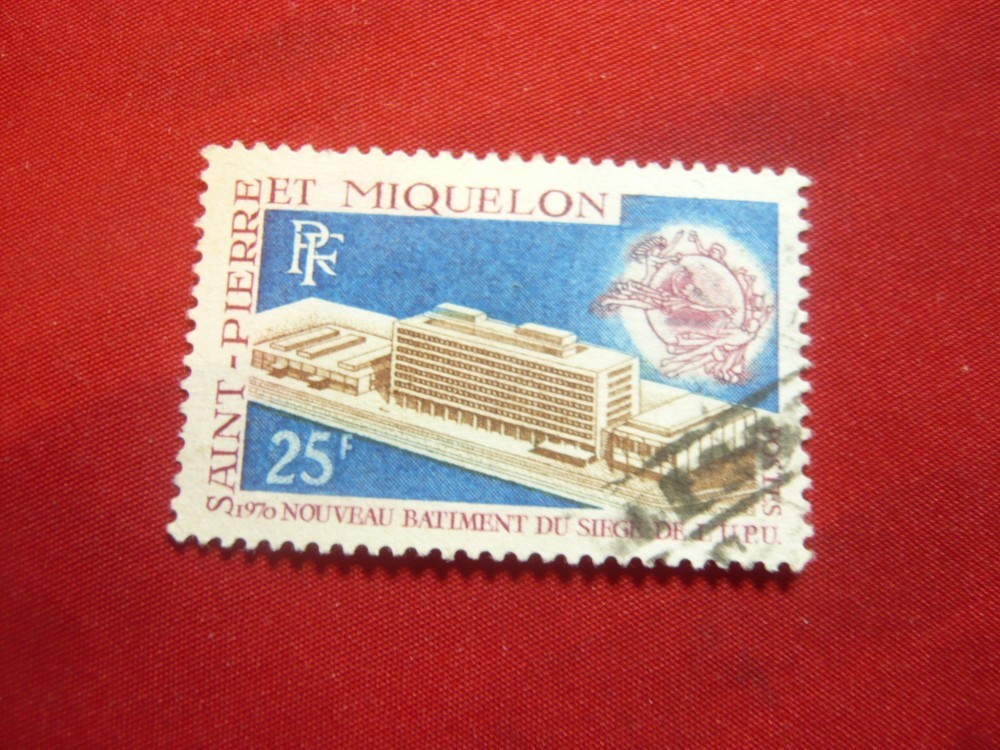 SAINT-PIERRE ET MIQUELON
RF
25F
POSTES
1970 NOUVEAU BATIMENT DU SIEGE DE L'U.P.U.